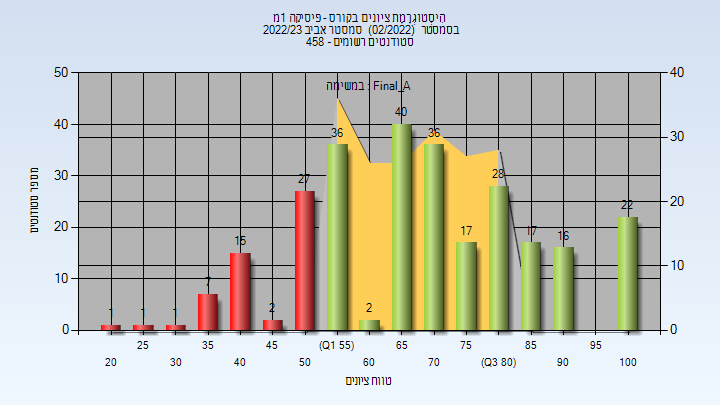 היסטוגרמת ציונים בקורס - פיסיקה 1מ
בסמסטר (02/2022) סמסטר אביב 2022/23
סטודנטים רשומים - 458
במשימה : Final_A
מספר סטודנטים
50 40 30 20 10 0
40 30 20 10 0
1 1 1 7 15 2 27 36 2 40 36 17 28 17 16 22
25 35 45 (Q1 55) 65 75 85 95
20 30 40 50 60 70 (Q3 80) 90 100
טווח ציונים